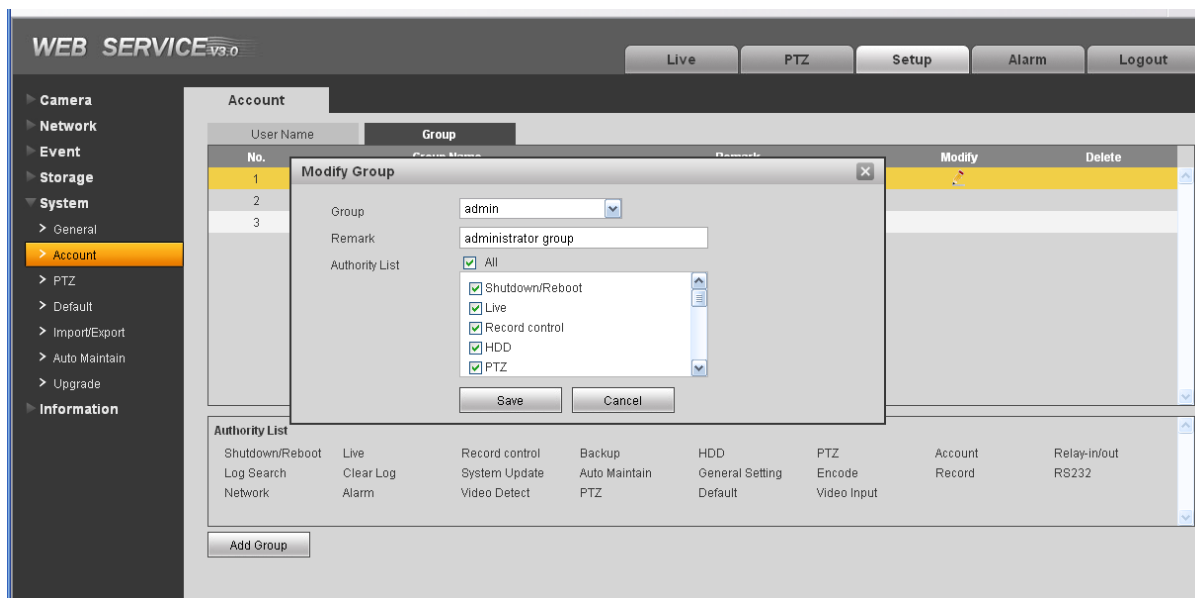 WEB SERVICE V3.0
Live PTZ Setup Alarm Logout
Camera
Network
Event
Storage
System
> General
> Account
> PTZ
> Default
> Import/Export
> Auto Maintain
> Upgrade
Information
Account
User Name Group
No. Group Name Remark Modify Delete
1
2
3
Modify Group
Group admin
Remark administrator group
Authority List All
Shutdown/Reboot
Live
Record control
HDD
PTZ
Save Cancel
Authority List
Shutdown/Reboot Live Record control Backup HDD PTZ Account Relay-in/out
Log Search Clear Log System Update Auto Maintain General Setting Encode Record RS232
Network Alarm Video Detect PTZ Default Video Input
Add Group